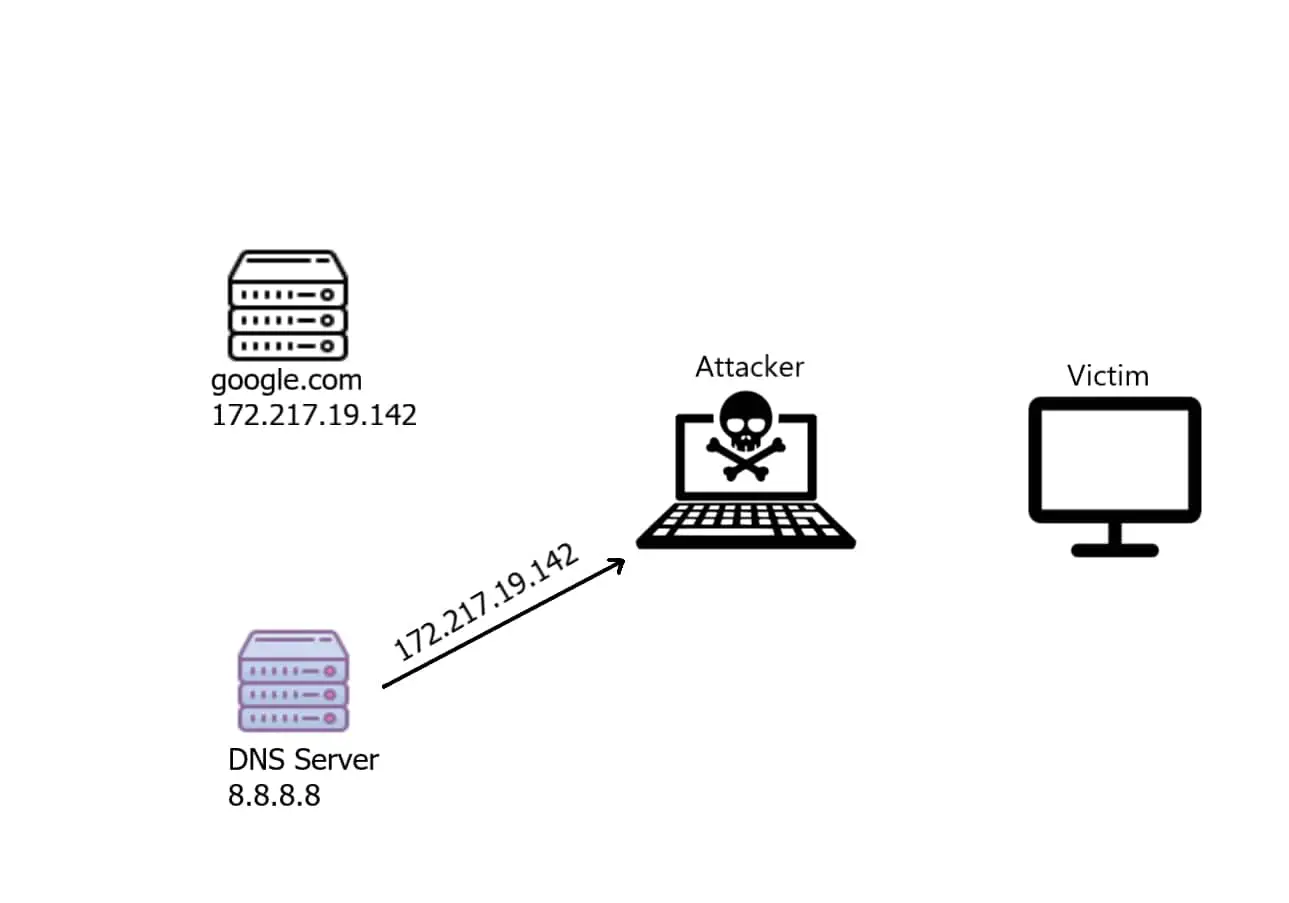 google.com
172.217.19.142
Attacker
Victim
172.217.19.142
DNS Server
8.8.8.8